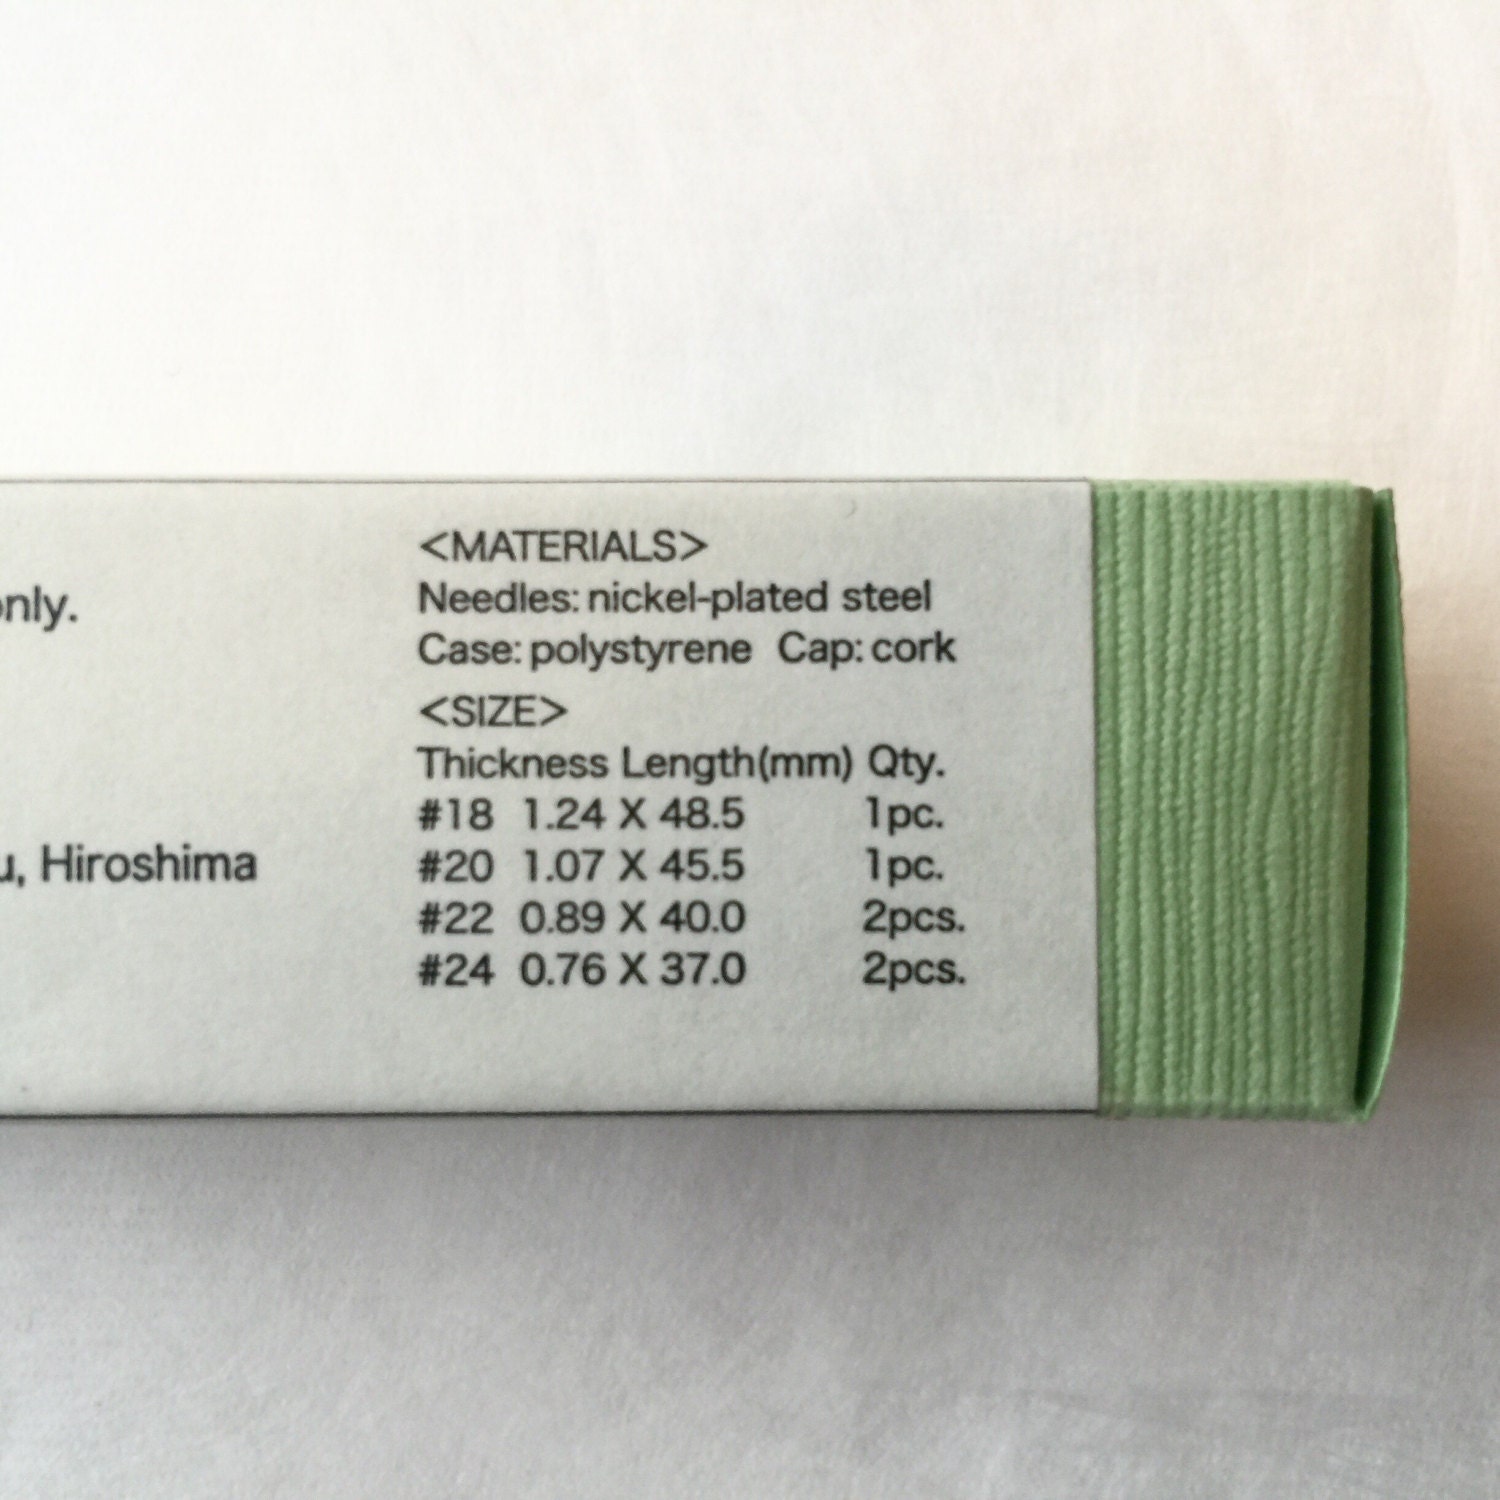 only.
u, Hiroshima
<MATERIALS>
Needles: nickel-plated steel
Case: polystyrene Cap: cork
<SIZE>
Thickness Length(mm) Qty.
#18 1.24 X 48.5 1pc.
#20 1.07 X 45.5 1pc.
#22 0.89 X 40.0 2pcs.
#24 0.76 X 37.0 2pcs.